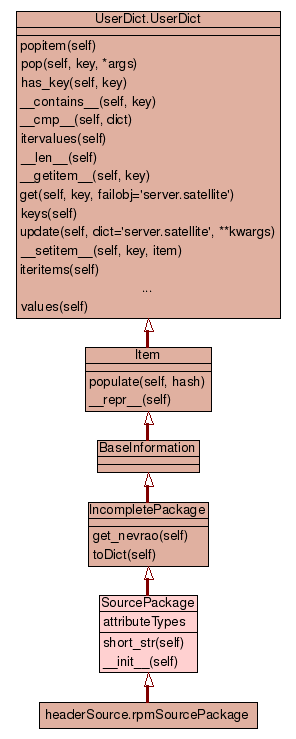 UserDict.UserDict
popitem(self)
pop(self, key, *args)
has_key(self, key)
__contains__(self, key)
__cmp__(self, dict)
itervalues(self)
__len__(self)
__getitem__(self, key)
get(self, key, failobj='server.satellite')
keys(self)
update(self, dict='server.satellite', **kwargs)
__setitem__(self, key, item)
iteritems(self)
...
values(self)
Item
populate(self, hash)
__repr__(self)
BaseInformation
IncompletePackage
get_nevrao(self)
toDict(self)
SourcePackage
attributeTypes
short_str(self)
__init__(self)
headerSource.rpmSourcePackage